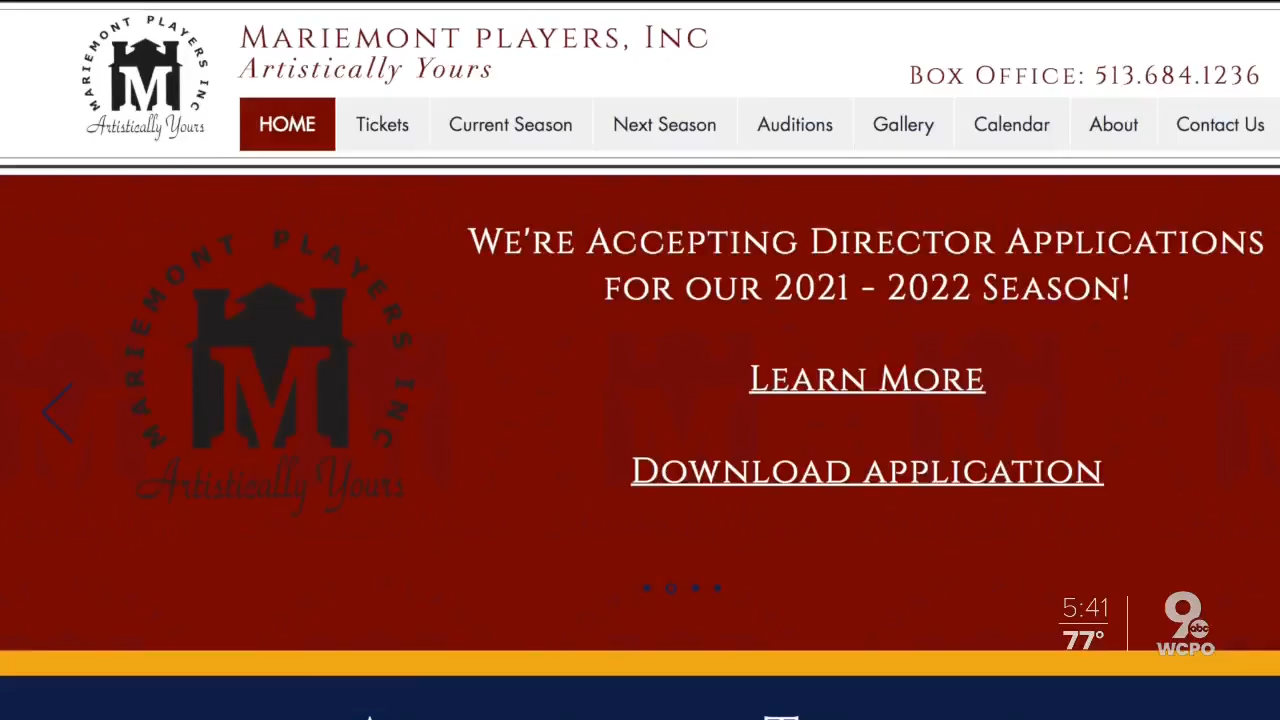 MARIEMONT PLAYERS INC
M
Artistically Yours
MARIEMONT PLAYERS, INC
Artistically Yours
BOX OFFICE: 513.684.1236
HOME Tickets Current Season Next Season Auditions Gallery Calendar About Contact Us
MARIEMONT PLAYERS INC
M
Artistically Yours
WE'RE ACCEPTING DIRECTOR APPLICATIONS
FOR OUR 2021 - 2022 SEASON!
LEARN MORE
DOWNLOAD APPLICATION
5:41
77°
9
abc
WCPO